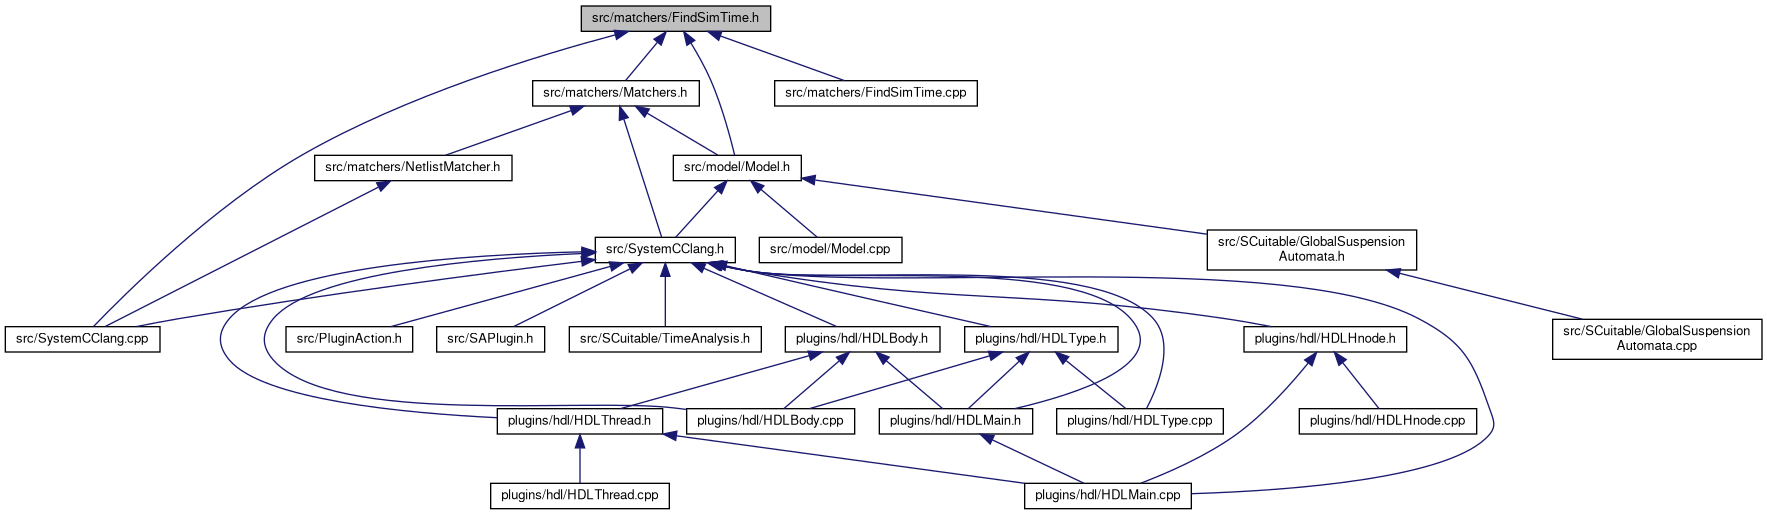 src/matchers/FindSimTime.h
src/matchers/Matchers.h
src/matchers/FindSimTime.cpp
src/matchers/NetlistMatcher.h
src/model/Model.h
src/SystemCClang.h
src/model/Model.cpp
src/SCuitable/GlobalSuspension
Automata.h
src/SystemCClang.cpp
src/PluginAction.h
src/SAPlugin.h
src/SCuitable/TimeAnalysis.h
plugins/hdl/HDLBody.h
plugins/hdl/HDLType.h
plugins/hdl/HDLHnode.h
src/SCuitable/GlobalSuspension
Automata.cpp
plugins/hdl/HDLThread.h
plugins/hdl/HDLBody.cpp
plugins/hdl/HDLMain.h
plugins/hdl/HDLType.cpp
plugins/hdl/HDLHnode.cpp
plugins/hdl/HDLThread.cpp
plugins/hdl/HDLMain.cpp